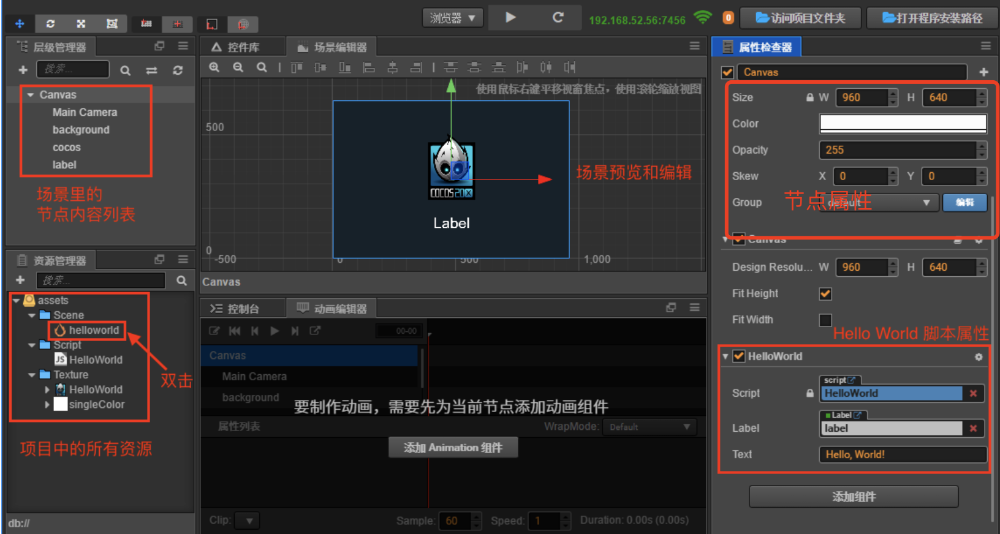 浏览器
192.168.52.56:7456
0
访问项目文件夹
打开程序安装路径
层级管理器
搜索...
Canvas
Main Camera
background
cocos
label
场景里的
节点内容列表
资源管理器
搜索...
assets
Scene
helloworld
Script
JS HelloWorld
Texture
HelloWorld
singleColor
双击
项目中的所有资源
db://
控件库
场景编辑器
使用鼠标右键平移视窗焦点，使用滚轮缩放视图
500
0
-500
0
500
1,000
COCOS2DX
Label
场景预览和编辑
Canvas
控制台
动画编辑器
00-00
Canvas
Main Camera
background
要制作动画，需要先为当前节点添加动画组件
属性列表
WrapMode: Default
添加 Animation 组件
Clip:
Sample: 60
Speed: 1
Duration: 0.00s (0.00s)
属性检查器
Canvas
Size W 960 H 640
Color
Opacity 255
Skew X 0 Y 0
Group default 编辑
节点属性
Canvas
Design Resolu... W 960 H 640
Fit Height
Fit Width
Hello World 脚本属性
HelloWorld
script
Script HelloWorld
Label
Label label
Text Hello, World!
添加组件